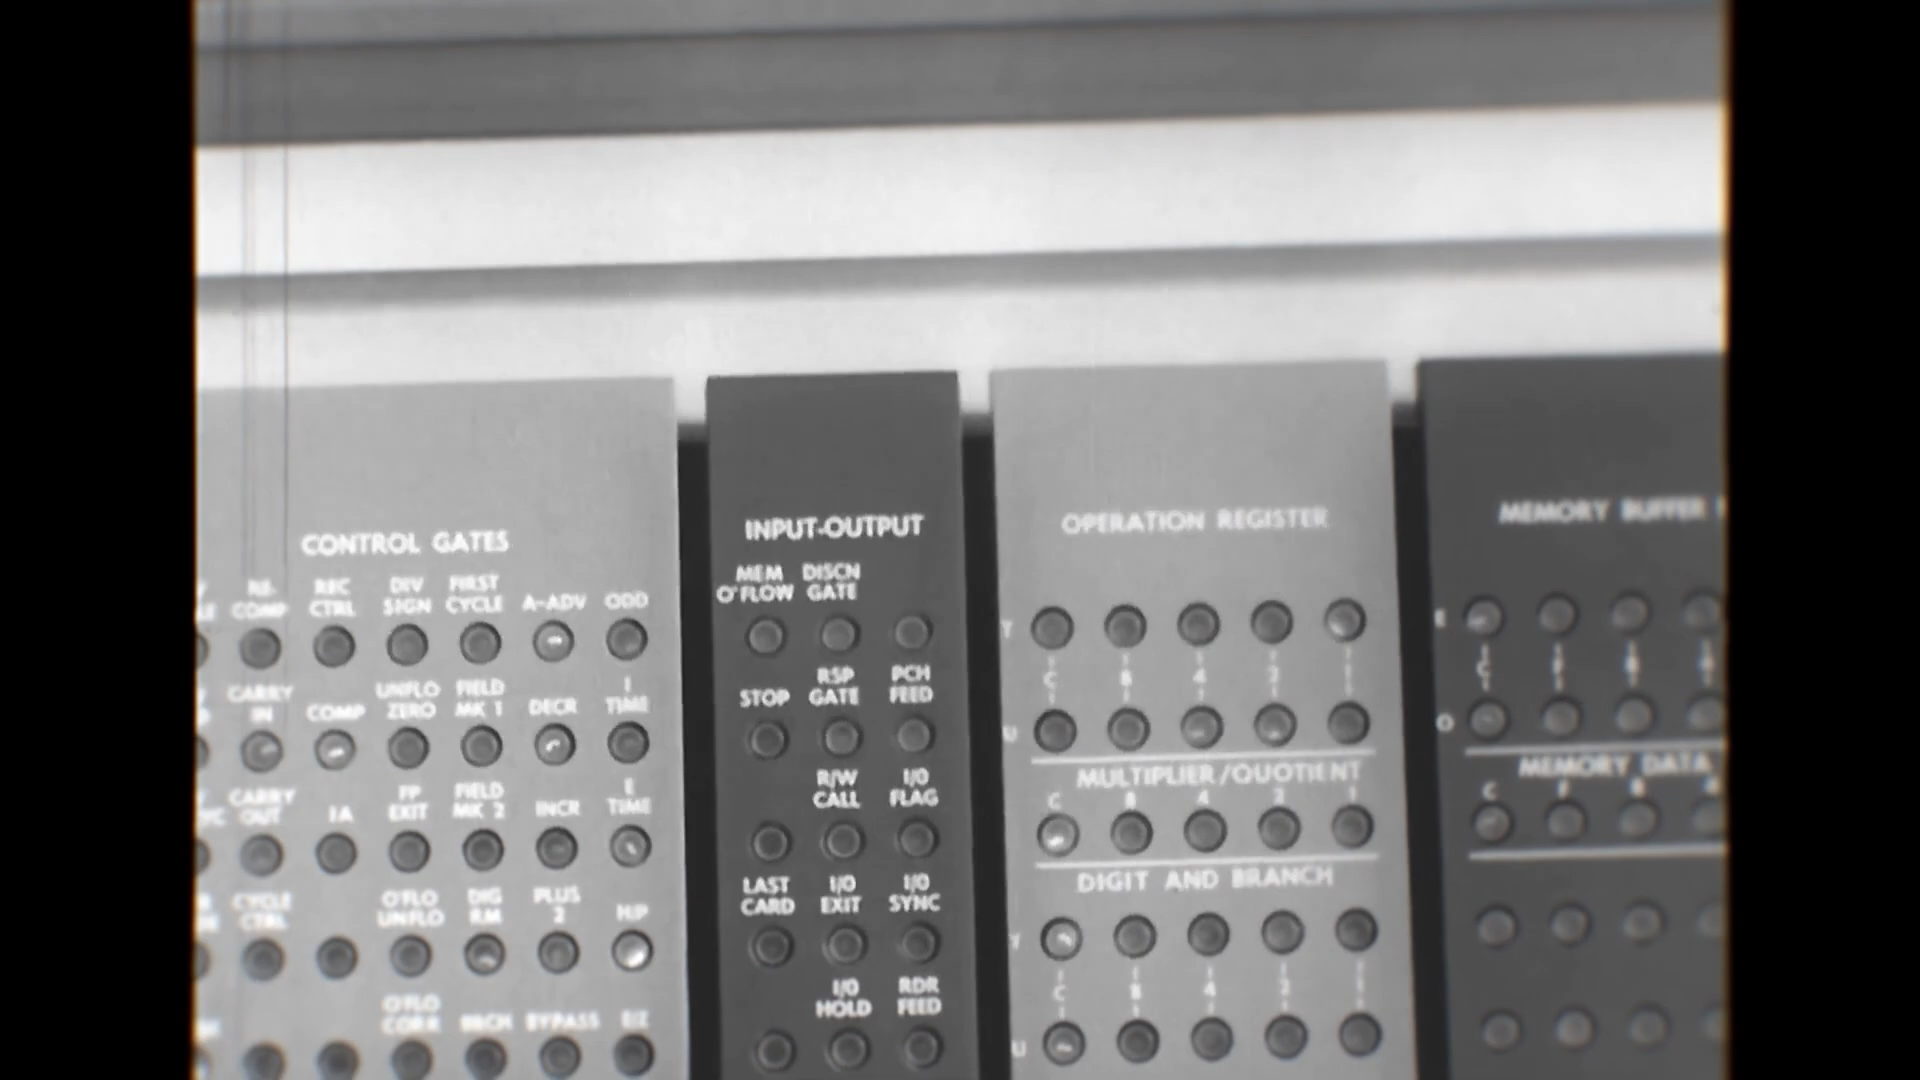 CONTROL GATES
RE- REC DIV FIRST
COMP CTRL SIGN CYCLE A-ADV ODD
CARRY UNFLO FIELD I
IN COMP ZERO MK 1 DECR TIME
CARRY FP FIELD E
OUT IA EXIT MK 2 INCR TIME
CYCLE O'FLO DIG PLUS
CTRL UNFLO RM 2 H/P
O'FLO
CORR BRCH BYPASS E/Z
INPUT-OUTPUT
MEM DISCN
O'FLOW GATE
RSP PCH
STOP GATE FEED
R/W I/O
CALL FLAG
LAST I/O I/O
CARD EXIT SYNC
I/O RDR
HOLD FEED
OPERATION REGISTER
T
C 8 4 2 1
U
MULTIPLIER/QUOTIENT
C 8 4 2 1
DIGIT AND BRANCH
T
C 8 4 2 1
U
MEMORY BUFFER
E
C F 8
O
MEMORY DATA
C F 8